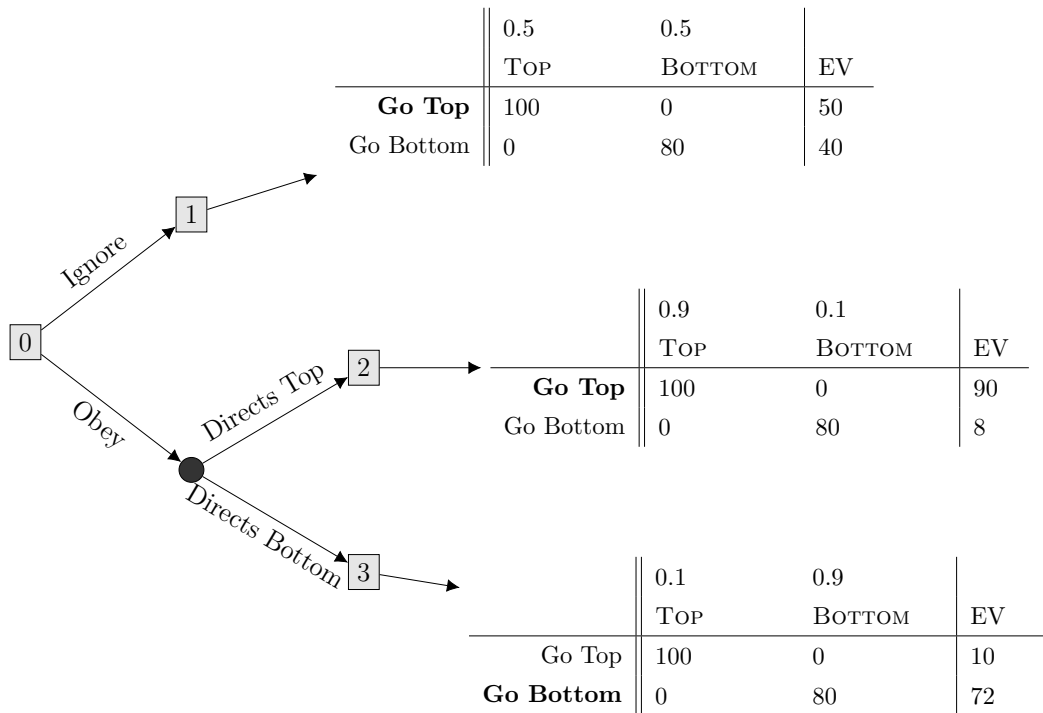 0.5 0.5
TOP BOTTOM EV
Go Top 100 0 50
Go Bottom 0 80 40
1
Ignore
0
0.9 0.1
TOP BOTTOM EV
Go Top 100 0 90
Go Bottom 0 80 8
2
Directs Top
Obey
Directs Bottom
3
0.1 0.9
TOP BOTTOM EV
Go Top 100 0 10
Go Bottom 0 80 72